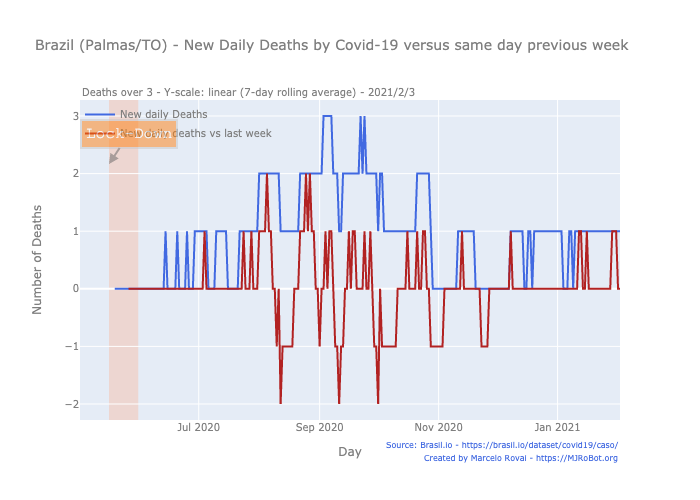 Brazil (Palmas/TO) - New Daily Deaths by Covid-19 versus same day previous week
Deaths over 3 - Y-scale: linear (7-day rolling average) - 2021/2/3
New daily Deaths
deaths vs last week
Lock Down
3
2
1
0
−1
−2
Number of Deaths
Jul 2020
Sep 2020
Nov 2020
Jan 2021
Day
Source: Brasil.io - https://brasil.io/dataset/covid19/caso/
Created by Marcelo Rovai - https://MJRoBot.org